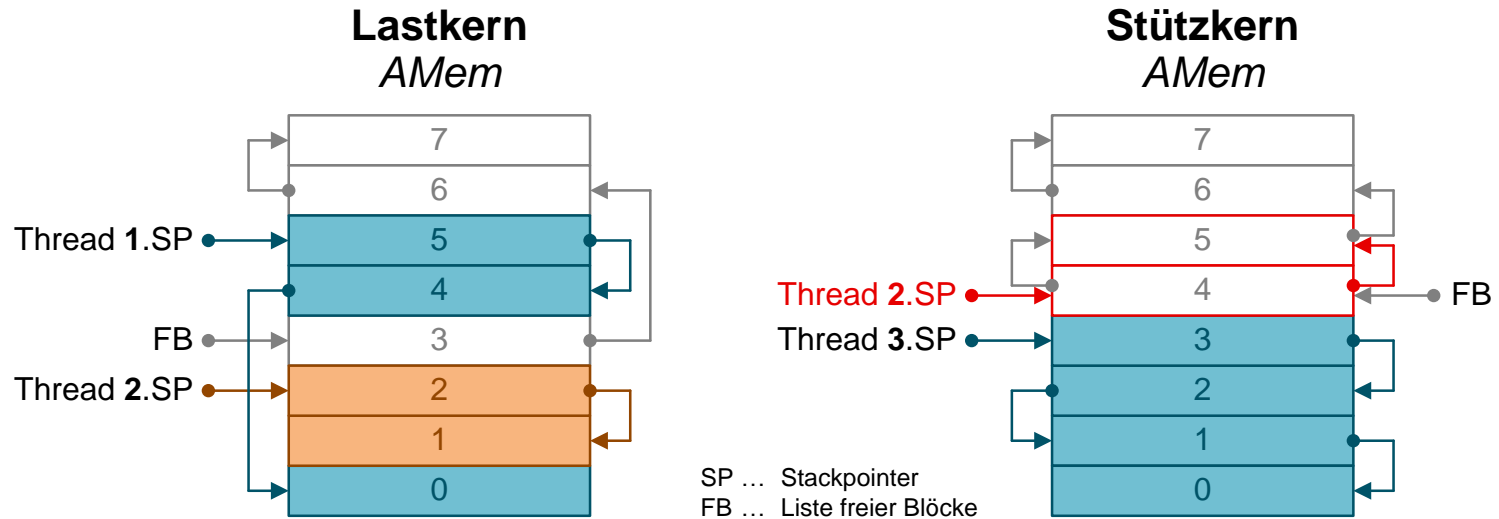 Lastkern
AMem
7
6
Thread 1.SP
5
4
FB
3
Thread 2.SP
2
1
0
SP … Stackpointer
FB … Liste freier Blöcke
Stützkern
AMem
7
6
5
Thread 2.SP
4
FB
Thread 3.SP
3
2
1
0